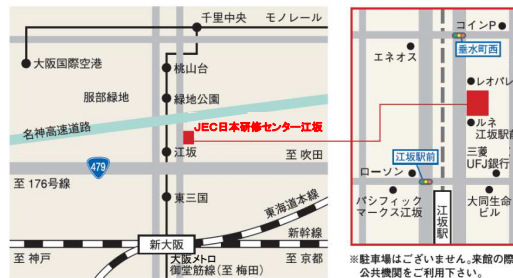 千里中央 モノレール
大阪国際空港
桃山台
服部緑地
緑地公園
名神高速道路
JEC日本研修センター江坂
江坂
至 吹田
479
至 176号線
東三国
東海道本線
新幹線
新大阪
至 神戸
大阪メトロ
御堂筋線(至 梅田)
至 京都
コインP
垂水町西
エネオス
レオパレ
ルネ
江坂駅前
三菱
UFJ銀行
江坂駅前
ローソン
パシフィック
マークス江坂
江坂駅
大同生命
ビル
※駐車場はございません。来館の際
公共機関をご利用下さい。